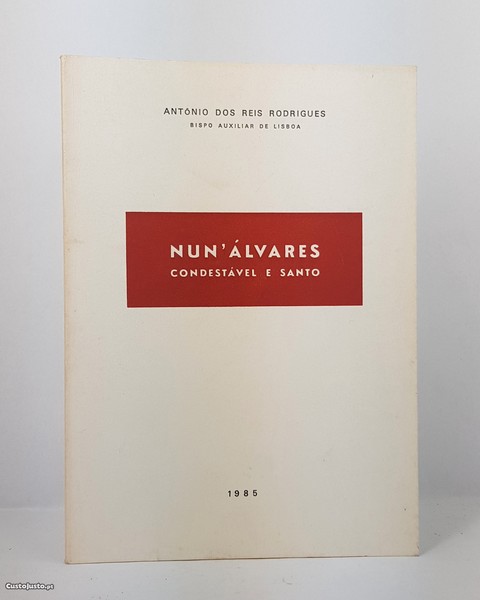 ANTÓNIO DOS REIS RODRIGUES
BISPO AUXILIAR DE LISBOA
NUN'ÁLVARES
CONDESTÁVEL E SANTO
1985
CustoJusto.pt